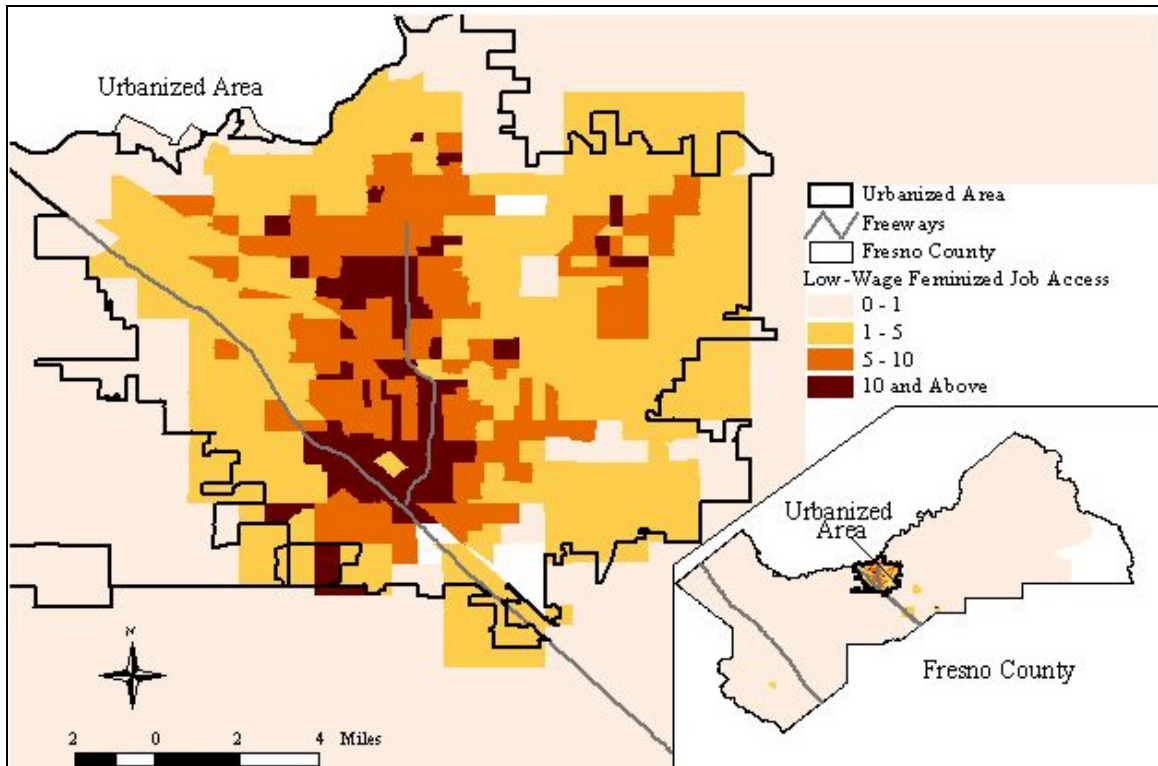 Urbanized Area
Urbanized Area
Freeways
Fresno County
Low-Wage Feminized Job Access
0 - 1
1 - 5
5 - 10
10 and Above
Urbanized
Area
Fresno County
N
2 0 2 4 Miles